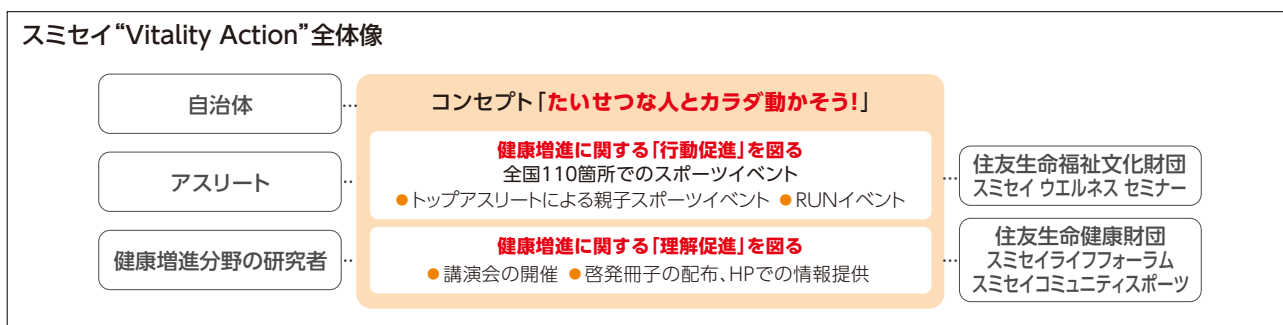 スミセイ“Vitality Action”全体像
自治体
アスリート
健康増進分野の研究者
コンセプト「たいせつな人とカラダ動かそう!」
健康増進に関する「行動促進」を図る
全国110箇所でのスポーツイベント
●トップアスリートによる親子スポーツイベント ●RUNイベント
健康増進に関する「理解促進」を図る
●講演会の開催 ●啓発冊子の配布、HPでの情報提供
住友生命福祉文化財団
スミセイ ウエルネス セミナー
住友生命健康財団
スミセイライフフォーラム
スミセイコミュニティスポーツ